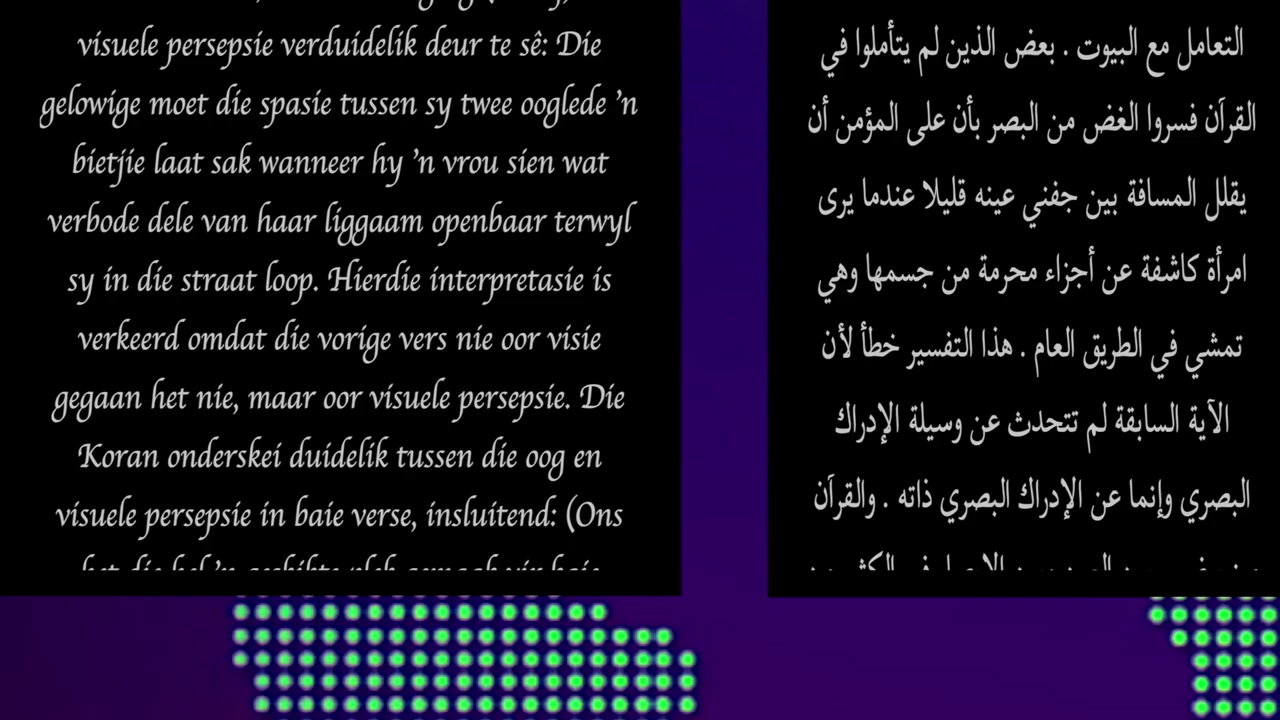 visuele persepsie verduidelik deur te sê: Die
gelowige moet die spasie tussen sy twee ooglede 'n
bietjie laat sak wanneer hy 'n vrou sien wat
verbode dele van haar liggaam openbaar terwyl
sy in die straat loop. Hierdie interpretasie is
verkeerd omdat die vorige vers nie oor visie
gegaan het nie, maar oor visuele persepsie. Die
Koran onderskei duidelik tussen die oog en
visuele persepsie in baie verse, insluitend: (Ons
التعامل مع البيوت . بعض الذين لم يتأملوا في
القرآن فسروا الغض من البصر بأن على المؤمن أن
يقلل المسافة بين جفني عينه قليلا عندما يرى
امرأة كاشفة عن أجزاء محرمة من جسمها وهي
تمشي في الطريق العام . هذا التفسير خطأ لأن
الآية السابقة لم تتحدث عن وسيلة الإدراك
البصري وإنما عن الإدراك البصري ذاته . والقرآن